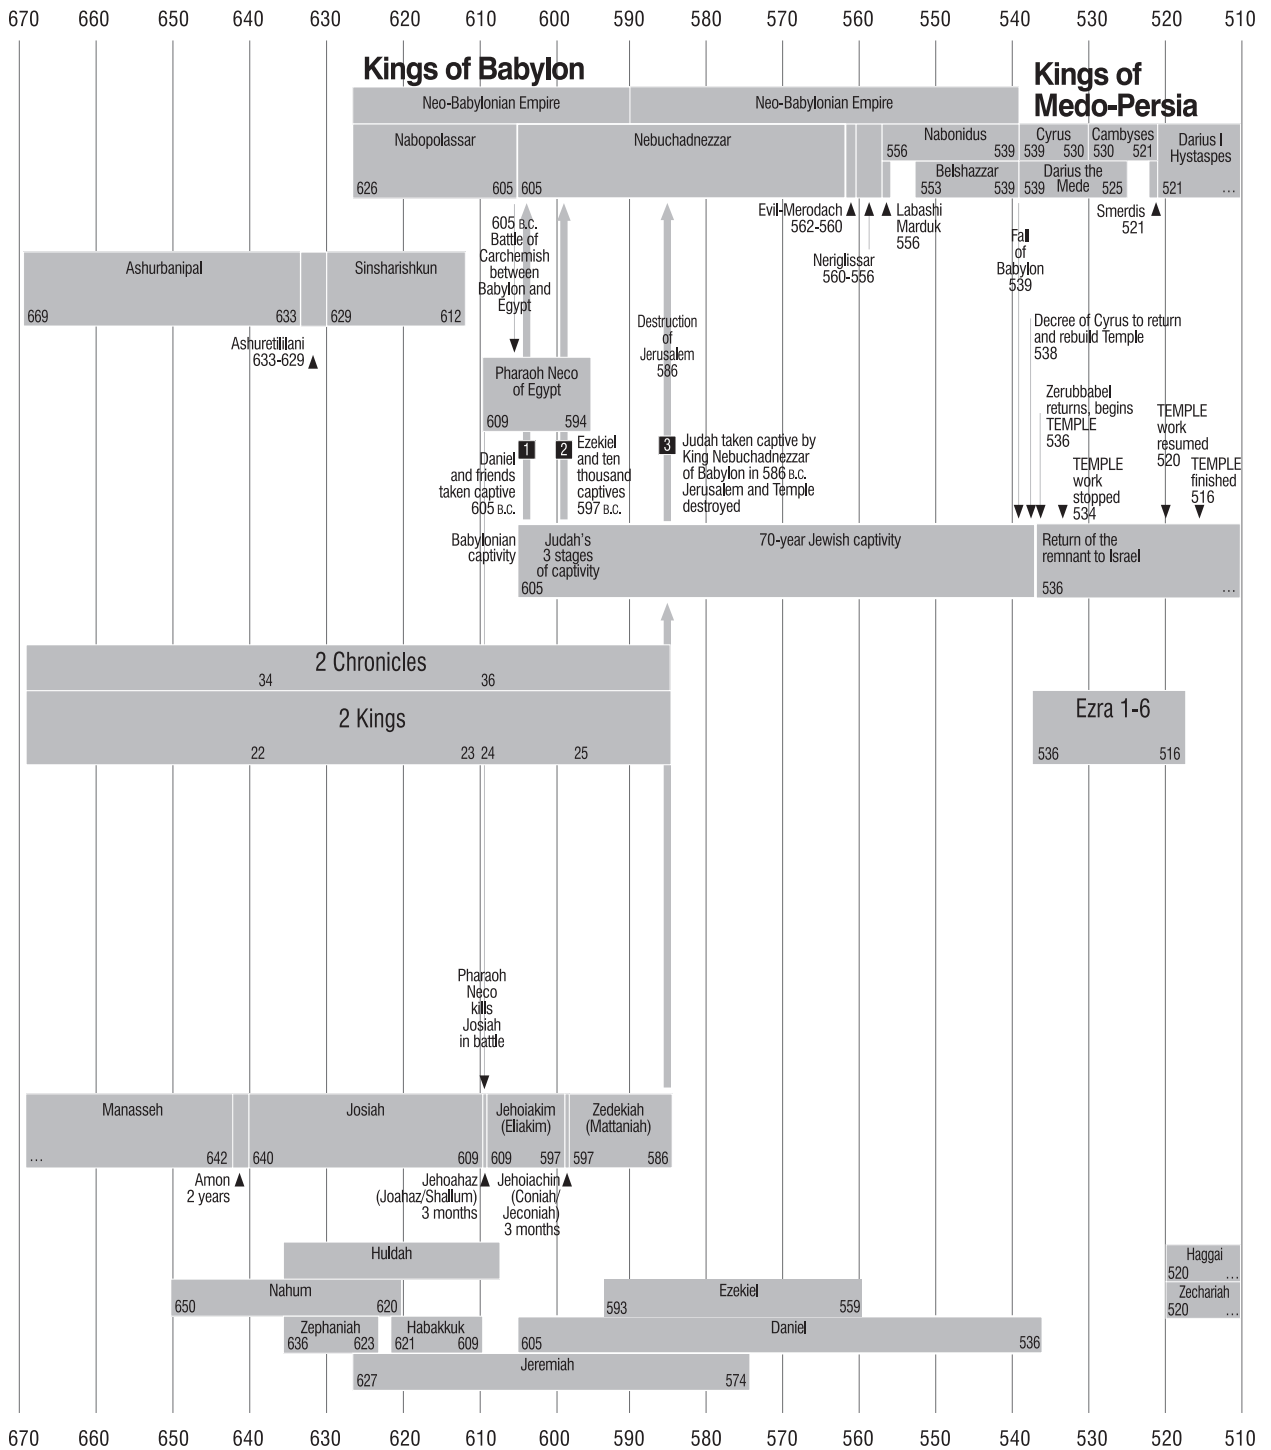 670 660 650 640 630 620 610 600 590 580 570 560 550 540 530 520 510
Kings of Babylon
Kings of
Medo-Persia
Neo-Babylonian Empire
Neo-Babylonian Empire
Nabopolassar
626 605
Nebuchadnezzar
605
Nabonidus
556 539
Belshazzar
553 539
Cyrus
539 530
Cambyses
530 521
Darius the
Mede
539 525
Darius I
Hystaspes
521 ...
Evil-Merodach
562-560
Neriglissar
560-556
Labashi
Marduk
556
Smerdis
521
Fall
of
Babylon
539
605 B.C.
Battle of
Carchemish
between
Babylon and
Egypt
Ashurbanipal
669 633
Sinsharishkun
629 612
Ashuretililani
633-629
Destruction
of
Jerusalem
586
Decree of Cyrus to return
and rebuild Temple
538
Pharaoh Neco
of Egypt
609 594
Zerubbabel
returns, begins
TEMPLE
536
TEMPLE
work
resumed
520
TEMPLE
work
stopped
534
TEMPLE
finished
516
1
Daniel
and friends
taken captive
605 B.C.
2
Ezekiel
and ten
thousand
captives
597 B.C.
3
Judah taken captive by
King Nebuchadnezzar
of Babylon in 586 B.C.
Jerusalem and Temple
destroyed
Babylonian
captivity
Judah's
3 stages
of captivity
605
70-year Jewish captivity
Return of the
remnant to Israel
536 ...
2 Chronicles
34 36
2 Kings
22 23 24 25
Ezra 1-6
536 516
Pharaoh
Neco
kills
Josiah
in battle
Manasseh
... 642
Josiah
640 609
Jehoiakim
(Eliakim)
609 597
Zedekiah
(Mattaniah)
597 586
Amon
2 years
Jehoahaz
(Joahaz/Shallum)
3 months
Jehoiachin
(Coniah/
Jeconiah)
3 months
Huldah
Nahum
650 620
Zephaniah
636 623
Habakkuk
621 609
Jeremiah
627 574
Ezekiel
593 559
Daniel
605 536
Haggai
520 ...
Zechariah
520 ...
670 660 650 640 630 620 610 600 590 580 570 560 550 540 530 520 510